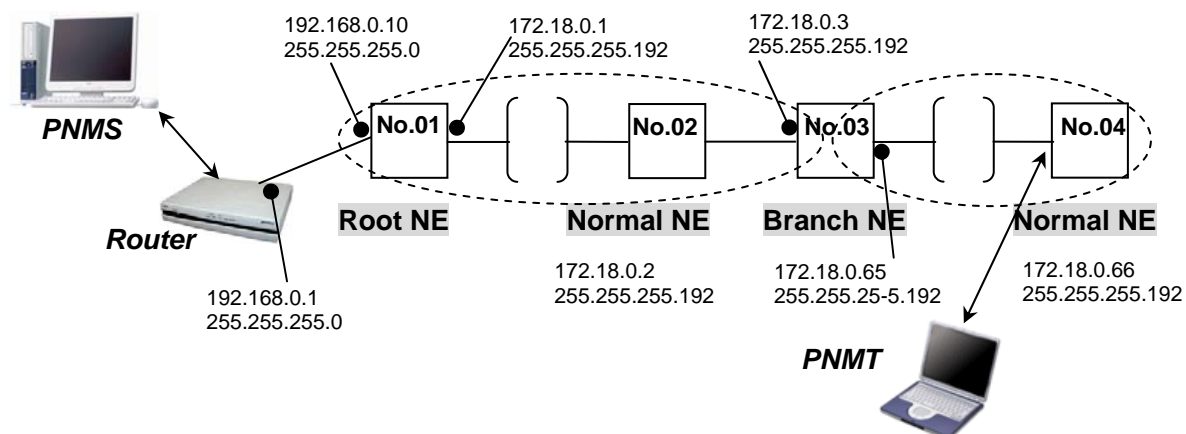 192.168.0.10
255.255.255.0
172.18.0.1
255.255.255.192
172.18.0.3
255.255.255.192
PNMS
No.01
No.02
No.03
No.04
Router
Root NE
Normal NE
Branch NE
Normal NE
192.168.0.1
255.255.255.0
172.18.0.2
255.255.255.192
172.18.0.65
255.255.25-5.192
172.18.0.66
255.255.255.192
PNMT